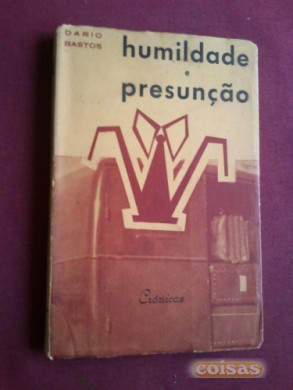 DARIO
BASTOS
humildade
e
presunção
Crónicas
coisas